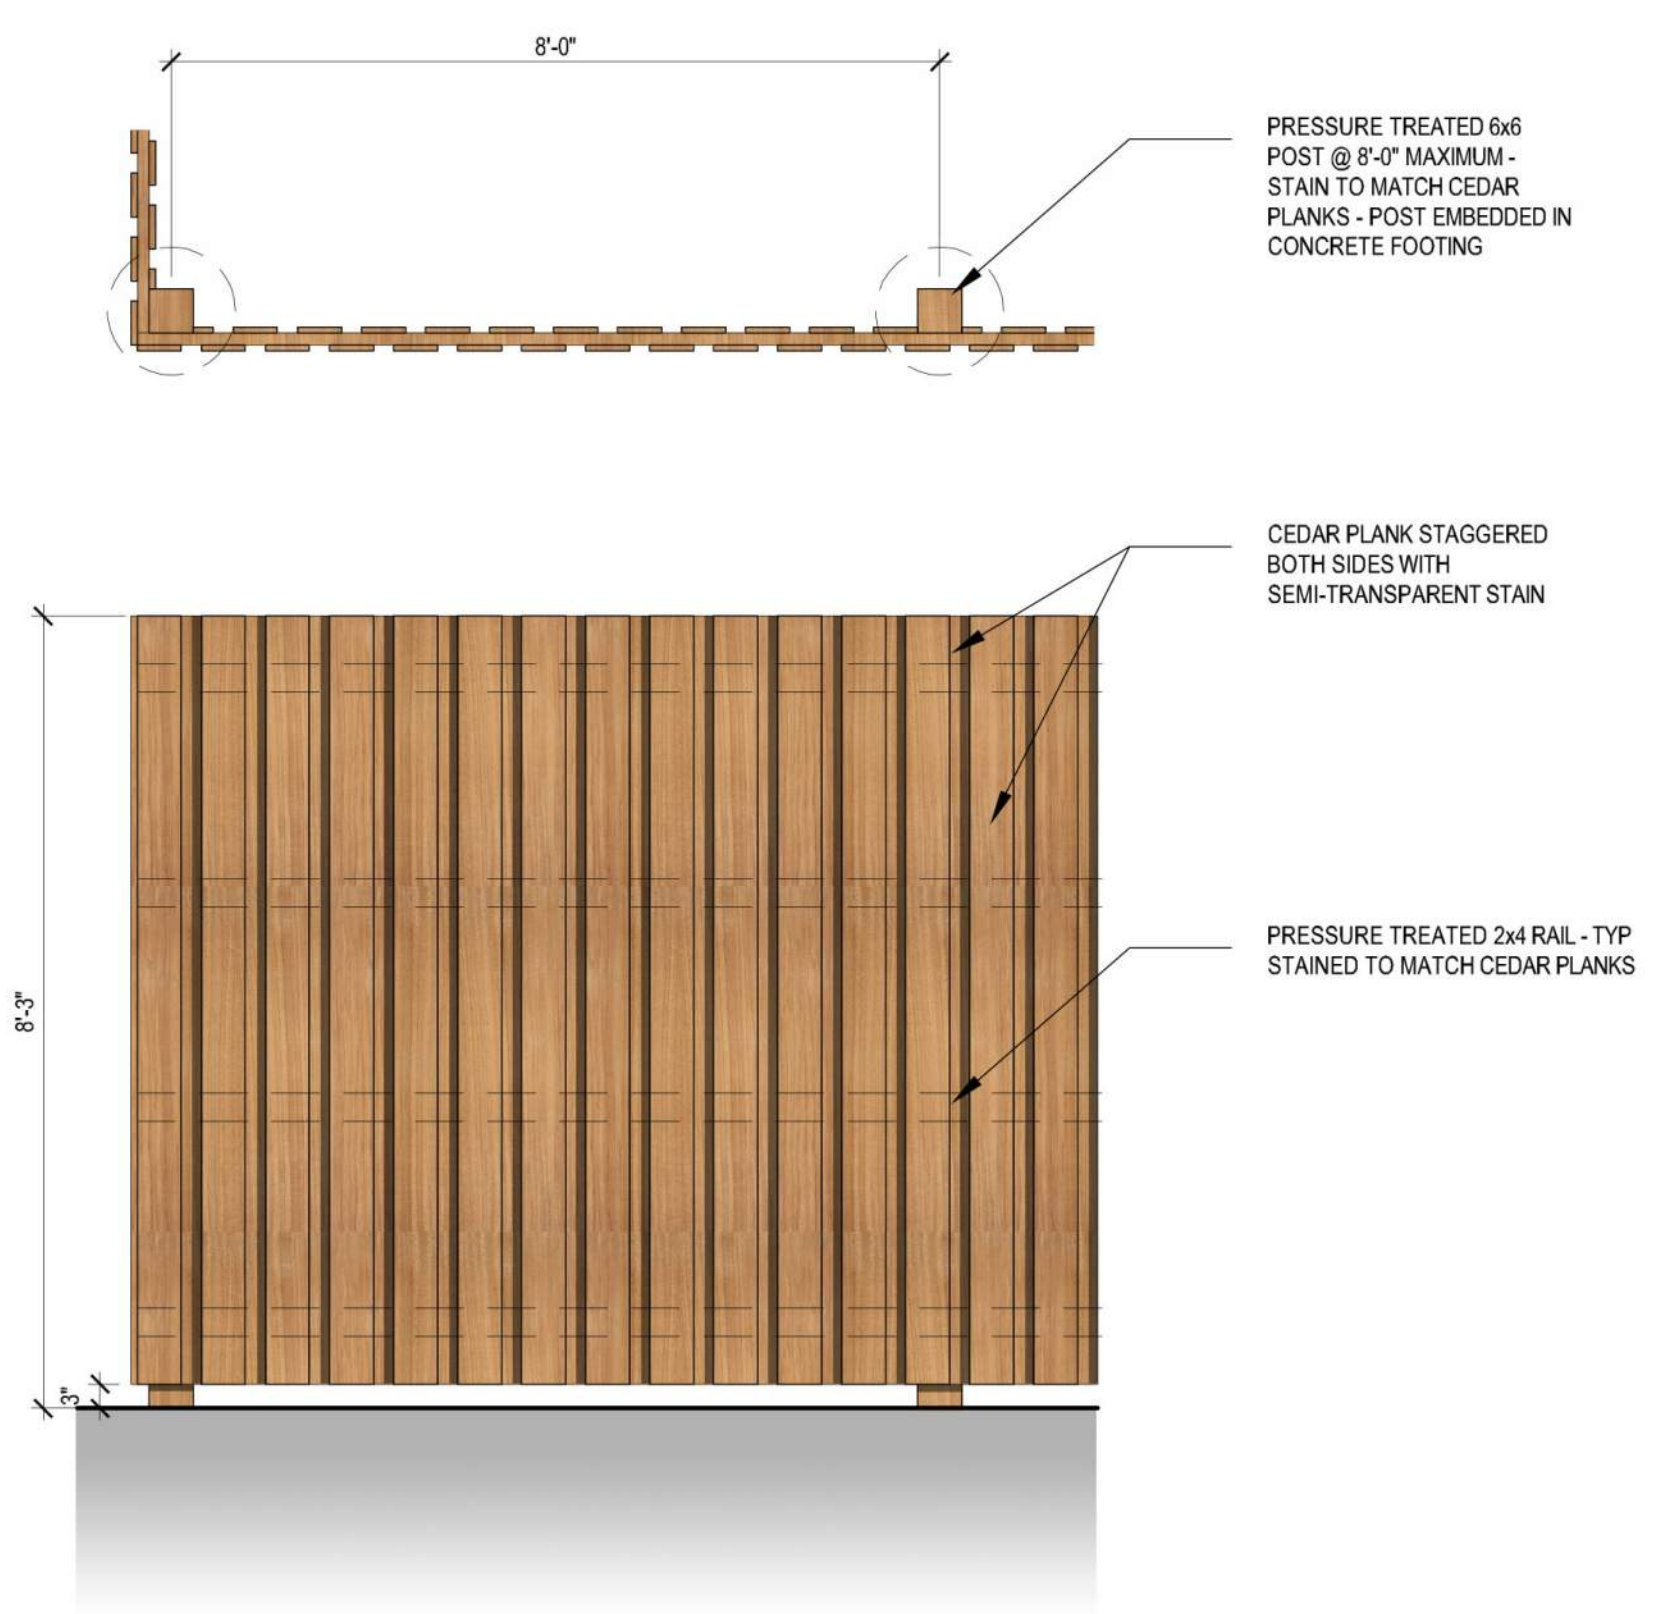 8'-0"
PRESSURE TREATED 6x6
POST @ 8'-0" MAXIMUM -
STAIN TO MATCH CEDAR
PLANKS - POST EMBEDDED IN
CONCRETE FOOTING
CEDAR PLANK STAGGERED
BOTH SIDES WITH
SEMI-TRANSPARENT STAIN
PRESSURE TREATED 2x4 RAIL - TYP
STAINED TO MATCH CEDAR PLANKS
8'-3"
3"